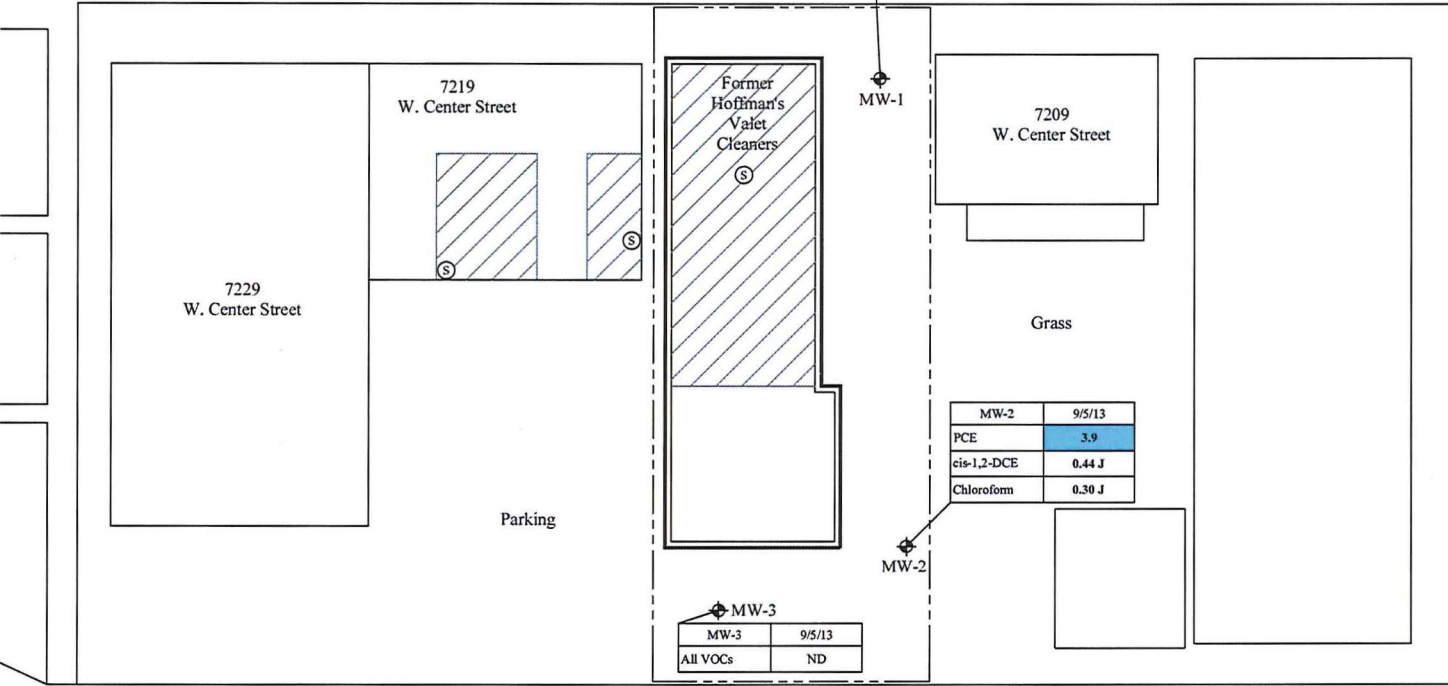 7219
W. Center Street
Former
Hoffman's
Valet
Cleaners
S
MW-1
7209
W. Center Street
S
S
7229
W. Center Street
Grass
MW-2 9/5/13
PCE 3.9
cis-1,2-DCE 0.44 J
Chloroform 0.30 J
Parking
MW-2
MW-3
MW-3 9/5/13
All VOCs ND